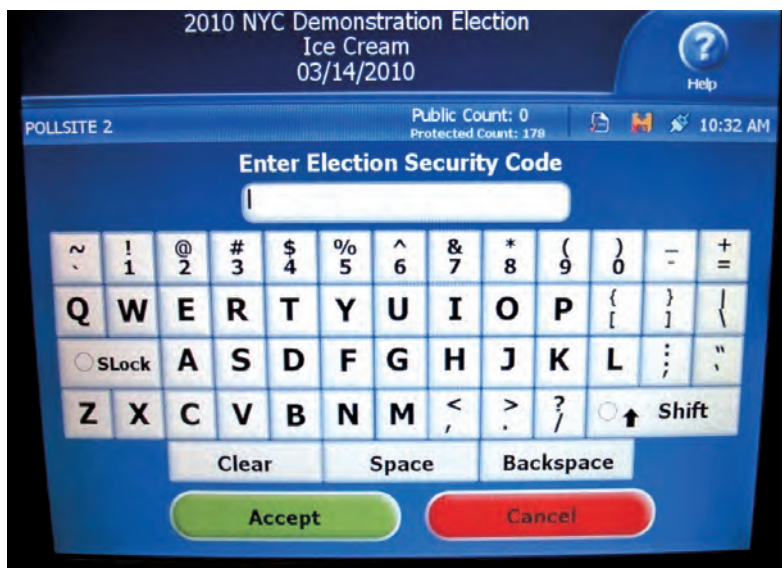 2010 NYC Demonstration Election
Ice Cream
03/14/2010
Help
POLLSITE 2
Public Count: 0
Protected Count: 178
10:32 AM
Enter Election Security Code
~ ! @ # $ % ^ & * ( ) _ +
` 1 2 3 4 5 6 7 8 9 0 - =
Q W E R T Y U I O P { } |
[ ] \
SLock A S D F G H J K L : "
; '
Z X C V B N M < > ? Shift
, . /
Clear Space Backspace
Accept Cancel